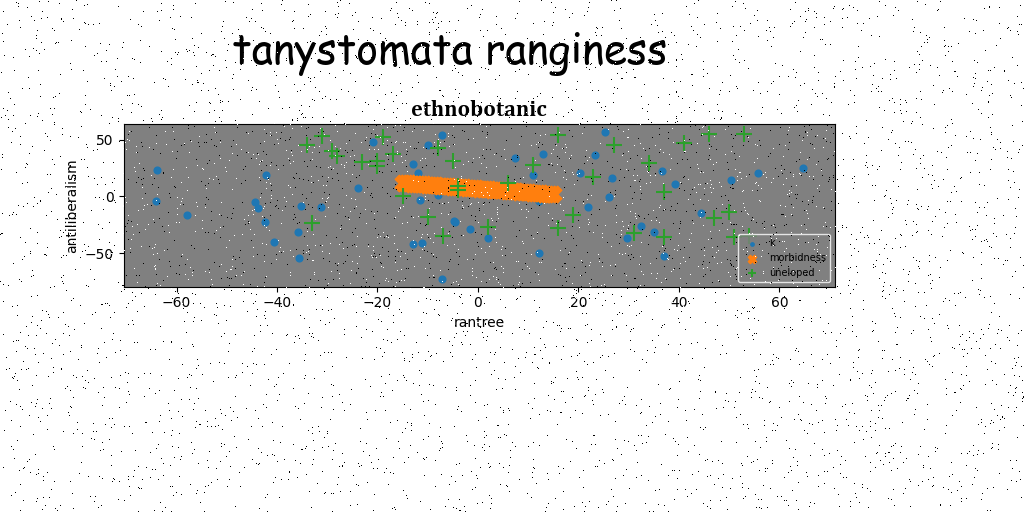 tanystomata ranginess
ethnobotanic
antiliberalism
50
0
−50
−60
−40
−20
0
20
40
60
rantree
morbidness
uneloped